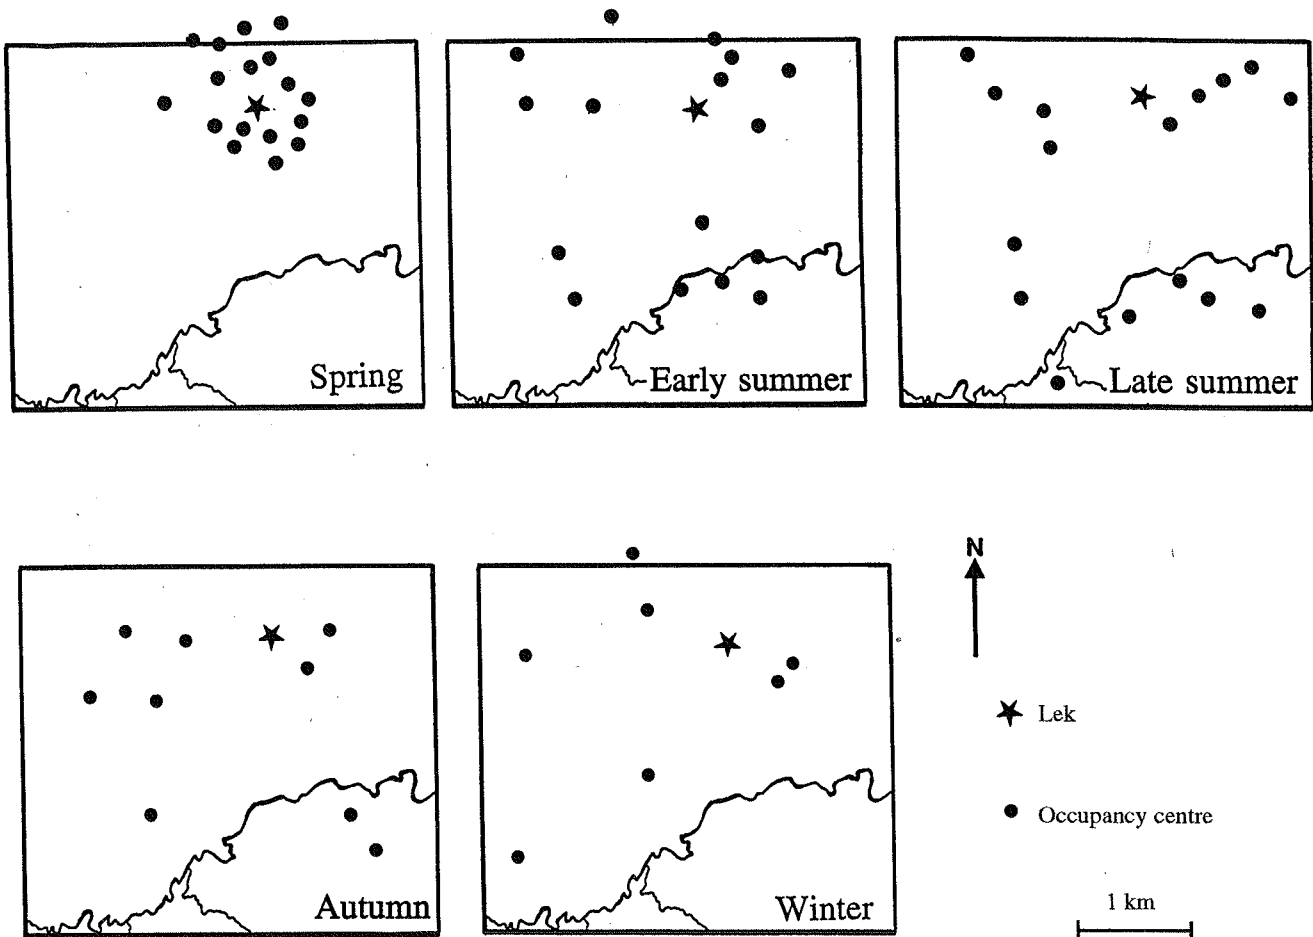 Spring
Early summer
Late summer
Autumn
Winter
N
Lek
Occupancy centre
1 km